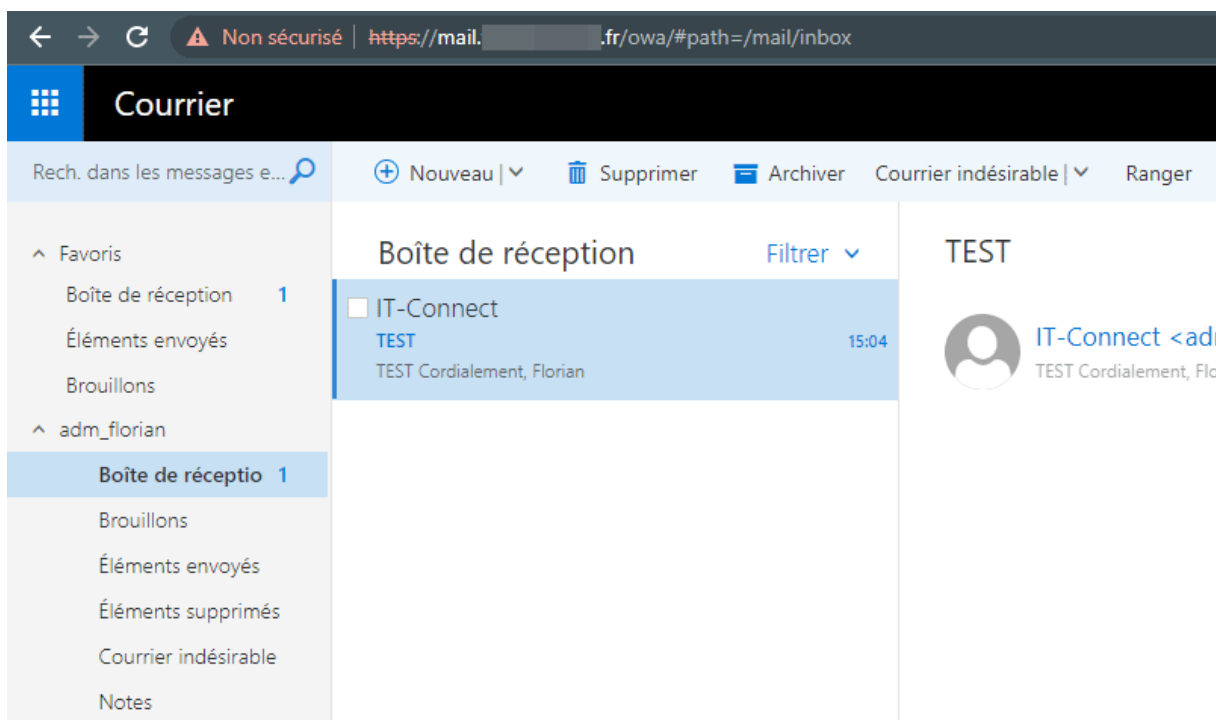 Non sécurisé | https://mail. .fr/owa/#path=/mail/inbox
Courrier
Rech. dans les messages e...
Nouveau | Supprimer Archiver Courrier indésirable | Ranger
Favoris
Boîte de réception 1
Éléments envoyés
Brouillons
adm_florian
Boîte de réceptio 1
Brouillons
Éléments envoyés
Éléments supprimés
Courrier indésirable
Notes
Boîte de réception Filtrer
IT-Connect
TEST 15:04
TEST Cordialement, Florian
TEST
IT-Connect <ad
TEST Cordialement, Flo